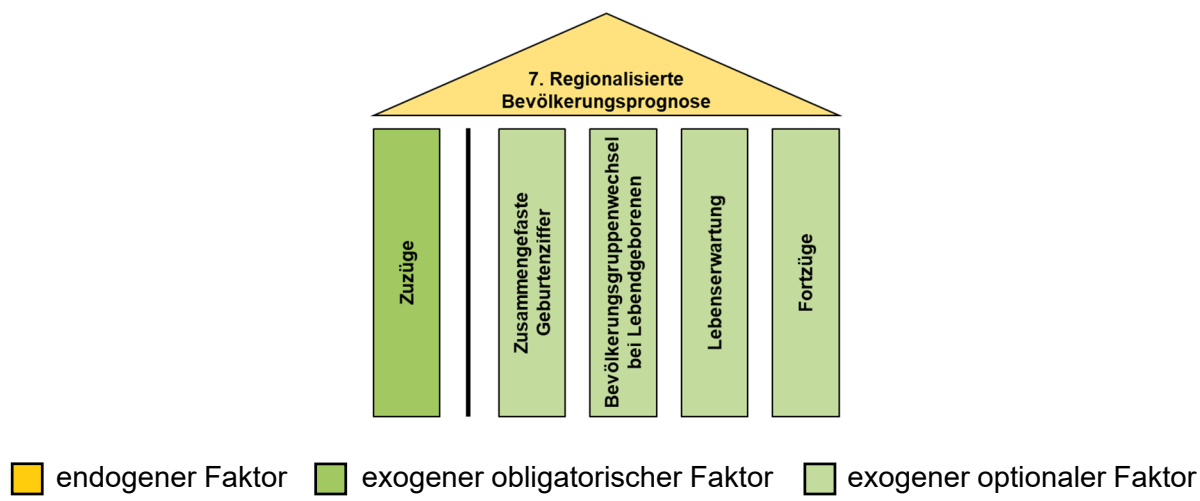 7. Regionalisierte
Bevölkerungsprognose
Zuzüge
Zusammengefaste
Geburtenziffer
Bevölkerungsgruppenwechsel
bei Lebendgeborenen
Lebenserwartung
Fortzüge
endogener Faktor
exogener obligatorischer Faktor
exogener optionaler Faktor